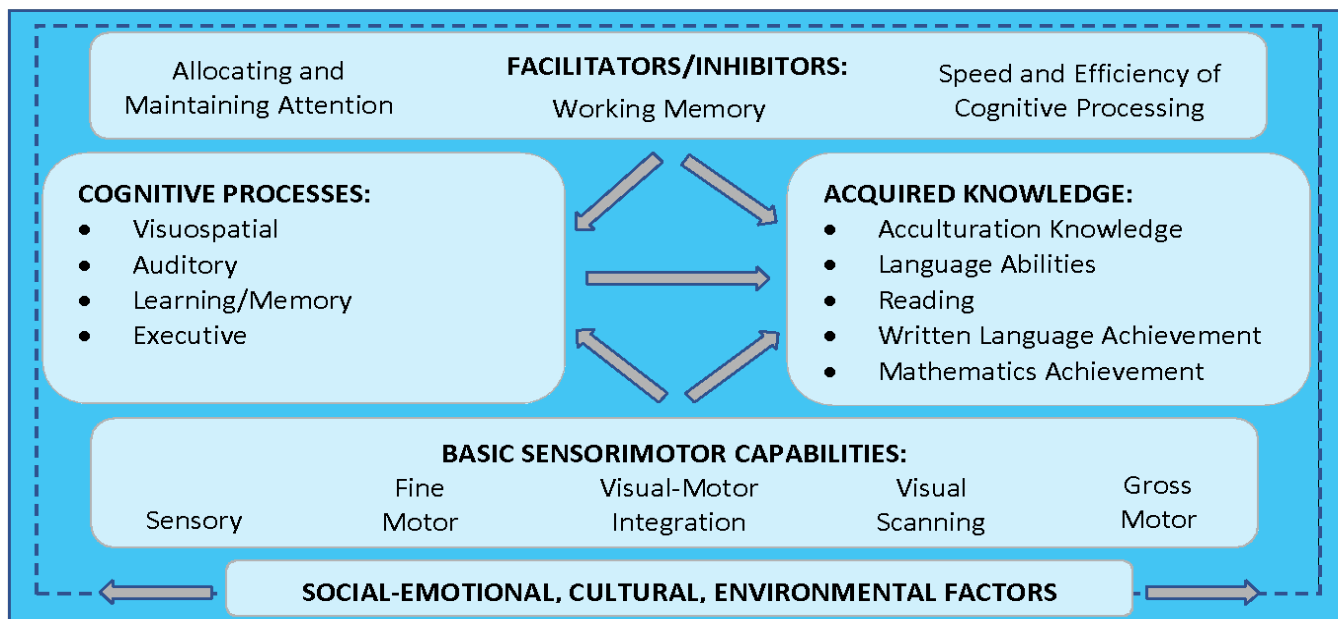 FACILITATORS/INHIBITORS:
Allocating and
Maintaining Attention
Working Memory
Speed and Efficiency of
Cognitive Processing
COGNITIVE PROCESSES:
• Visuospatial
• Auditory
• Learning/Memory
• Executive
ACQUIRED KNOWLEDGE:
• Acculturation Knowledge
• Language Abilities
• Reading
• Written Language Achievement
• Mathematics Achievement
BASIC SENSORIMOTOR CAPABILITIES:
Sensory
Fine
Motor
Visual-Motor
Integration
Visual
Scanning
Gross
Motor
SOCIAL-EMOTIONAL, CULTURAL, ENVIRONMENTAL FACTORS